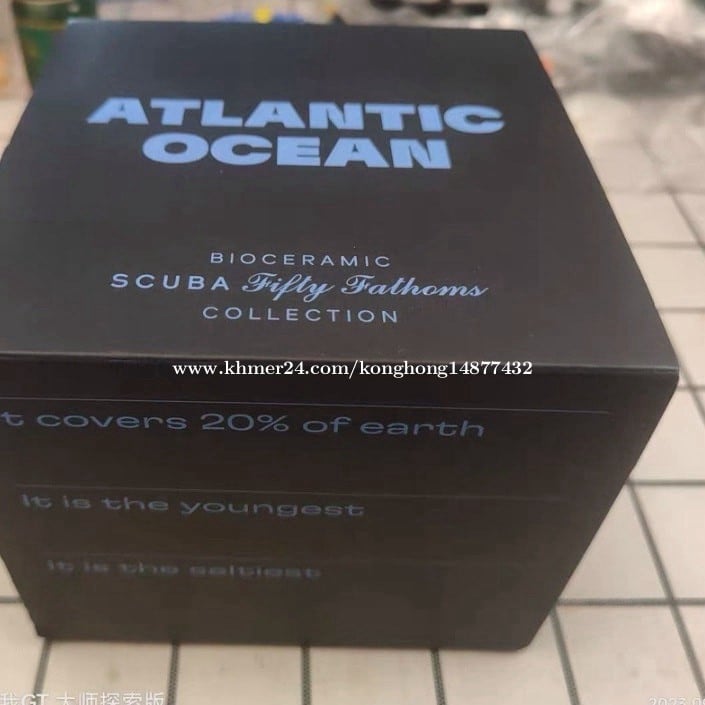 ATLANTIC
OCEAN
BIOCERAMIC
SCUBA Fifty Fathoms
COLLECTION
www.khmer24.com/konghong14877432
t covers 20% of earth
It is the youngest
it is the saltiest
GT 大师探索版